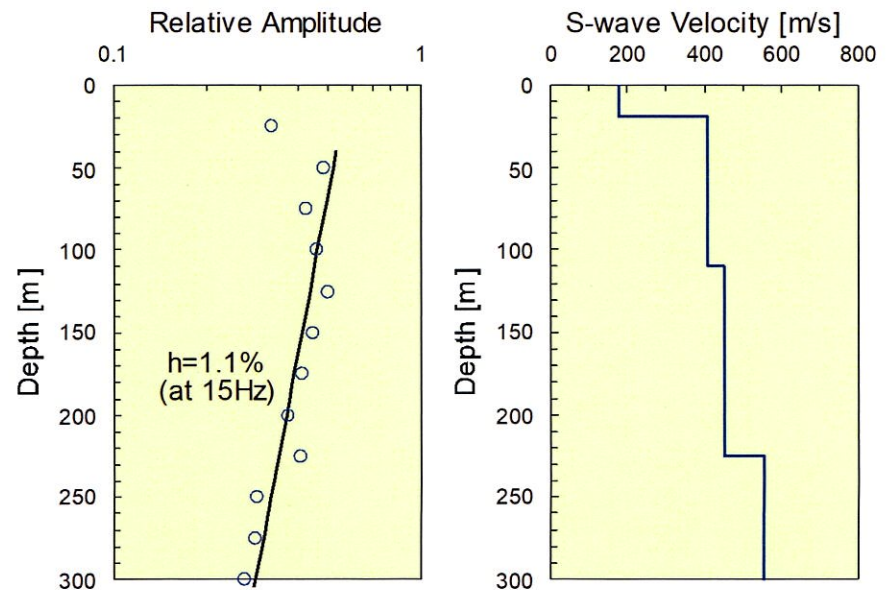 Relative Amplitude
0.1 1
0
50
100
150
200
250
300
Depth [m]
h=1.1%
(at 15Hz)
S-wave Velocity [m/s]
0 200 400 600 800
0
50
100
150
200
250
300
Depth [m]